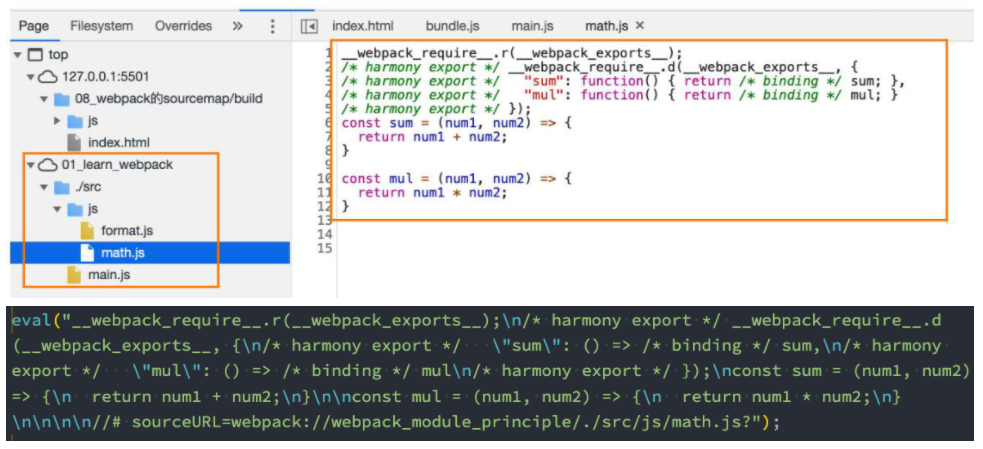 Page Filesystem Overrides » ⋮ index.html bundle.js main.js math.js ×
top
127.0.0.1:5501
08_webpack的sourcemap/build
js
index.html
01_learn_webpack
./src
js
format.js
math.js
main.js
1 __webpack_require__.r(__webpack_exports__);
2 /* harmony export */ __webpack_require__.d(__webpack_exports__, {
3 /* harmony export */   "sum": function() { return /* binding */ sum; },
4 /* harmony export */   "mul": function() { return /* binding */ mul; }
5 /* harmony export */ });
6 const sum = (num1, num2) => {
7   return num1 + num2;
8 }
9
10 const mul = (num1, num2) => {
11   return num1 * num2;
12 }
13
14
15
eval("__webpack_require__.r(__webpack_exports__);\n/* harmony export */ __webpack_require__.d
(__webpack_exports__, {\n/* harmony export */   \"sum\": () => /* binding */ sum,\n/* harmony
export */   \"mul\": () => /* binding */ mul\n/* harmony export */ });\nconst sum = (num1, num2)
=> {\n  return num1 + num2;\n}\n\nconst mul = (num1, num2) => {\n  return num1 * num2;\n}
\n\n\n\n//# sourceURL=webpack://webpack_module_principle/./src/js/math.js?");